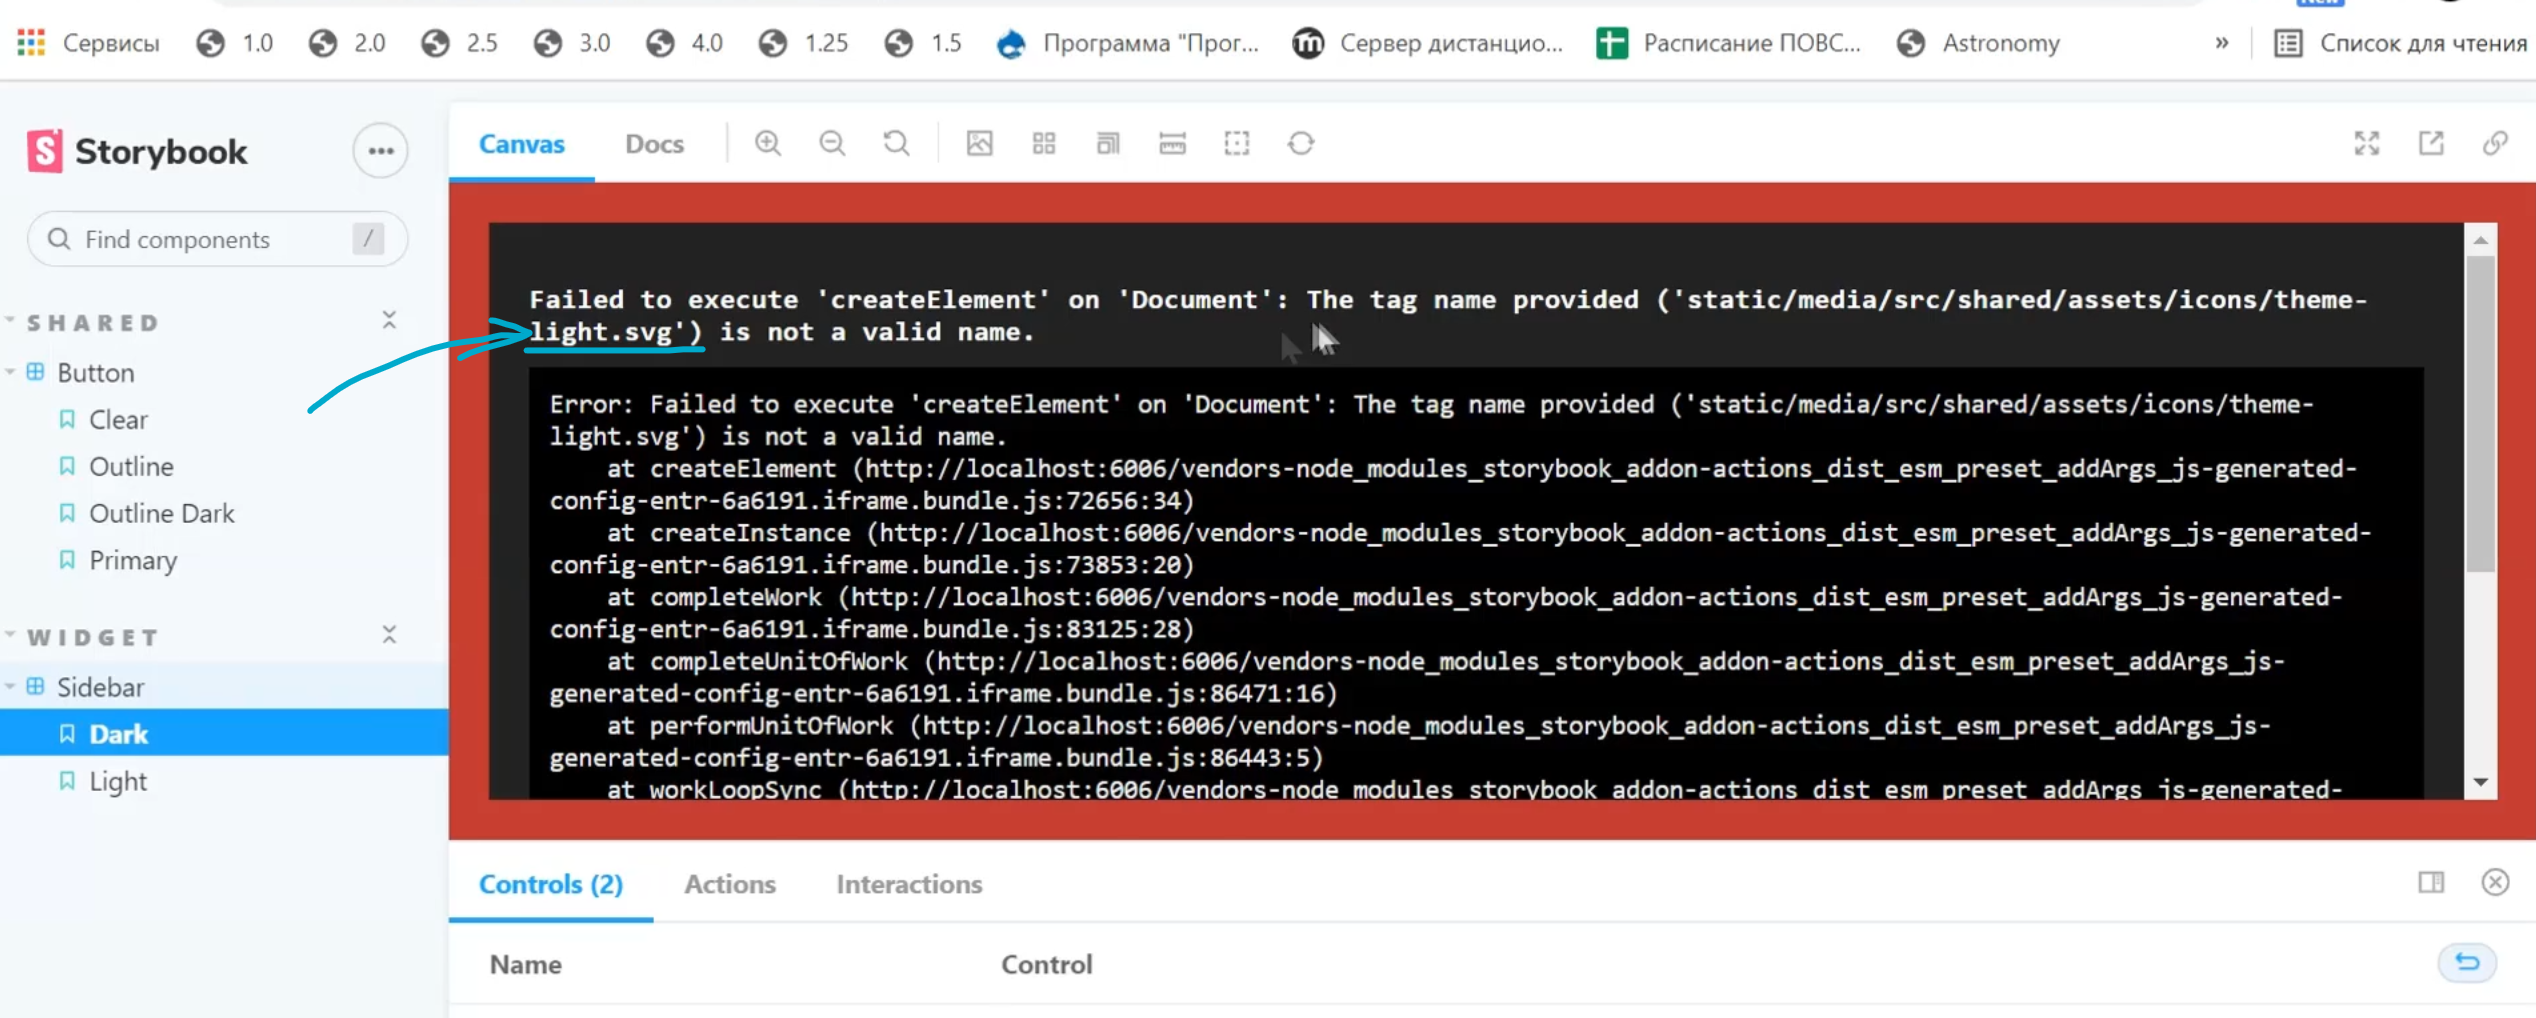 New
Сервисы 1.0 2.0 2.5 3.0 4.0 1.25 1.5 Программа "Прог... Сервер дистанцио... Расписание ПОВС... Astronomy » Список для чтения
Storybook
Find components /
SHARED
Button
Clear
Outline
Outline Dark
Primary
WIDGET
Sidebar
Dark
Light
Canvas Docs
Failed to execute 'createElement' on 'Document': The tag name provided ('static/media/src/shared/assets/icons/theme-
light.svg') is not a valid name.
Error: Failed to execute 'createElement' on 'Document': The tag name provided ('static/media/src/shared/assets/icons/theme-
light.svg') is not a valid name.
at createElement (http://localhost:6006/vendors-node_modules_storybook_addon-actions_dist_esm_preset_addArgs_js-generated-
config-entr-6a6191.iframe.bundle.js:72656:34)
at createInstance (http://localhost:6006/vendors-node_modules_storybook_addon-actions_dist_esm_preset_addArgs_js-generated-
config-entr-6a6191.iframe.bundle.js:73853:20)
at completeWork (http://localhost:6006/vendors-node_modules_storybook_addon-actions_dist_esm_preset_addArgs_js-generated-
config-entr-6a6191.iframe.bundle.js:83125:28)
at completeUnitOfWork (http://localhost:6006/vendors-node_modules_storybook_addon-actions_dist_esm_preset_addArgs_js-
generated-config-entr-6a6191.iframe.bundle.js:86471:16)
at performUnitOfWork (http://localhost:6006/vendors-node_modules_storybook_addon-actions_dist_esm_preset_addArgs_js-
generated-config-entr-6a6191.iframe.bundle.js:86443:5)
at workLoopSync (http://localhost:6006/vendors-node_modules_storybook_addon-actions_dist_esm_preset_addArgs_js-generated-
Controls (2) Actions Interactions
Name Control